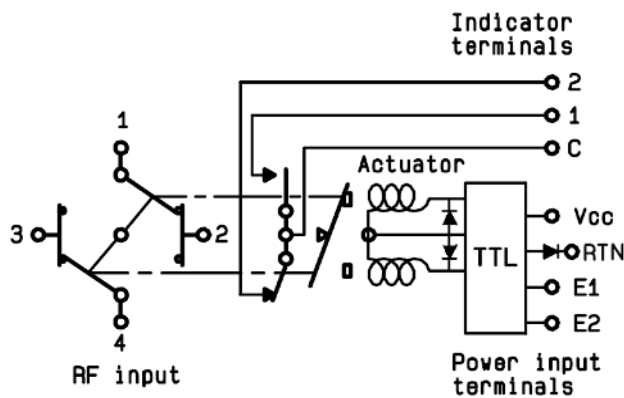 Indicator
terminals
2
1
C
1
Actuator
3
2
TTL
Vcc
RTN
E1
E2
4
RF input
Power input
terminals